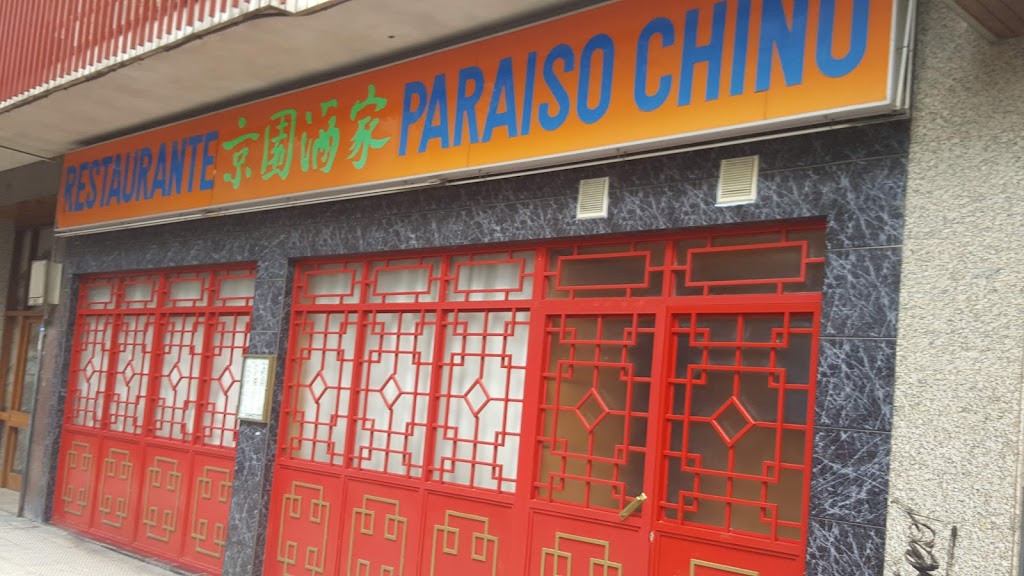 RESTAURANTE 京園酒家 PARAISO CHINO